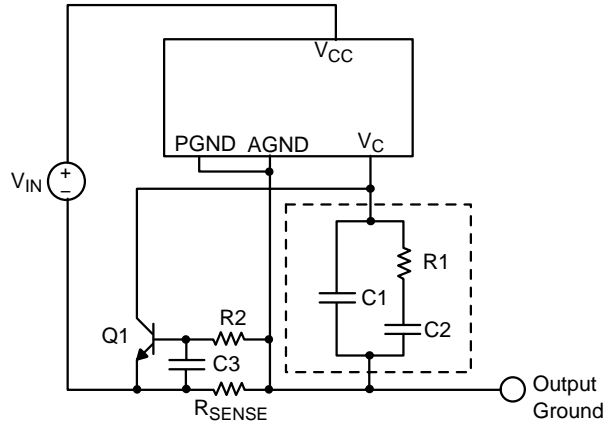 VCC
PGND AGND VC
VIN
+
−
R1
C1
C2
R2
Q1
C3
RSENSE
Output
Ground